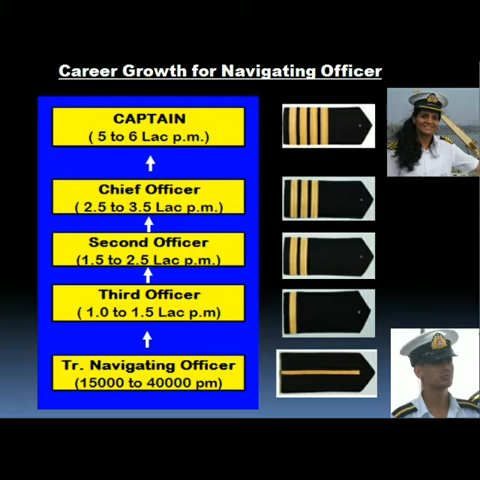 Career Growth for Navigating Officer
CAPTAIN
( 5 to 6 Lac p.m.)
Chief Officer
( 2.5 to 3.5 Lac p.m.)
Second Officer
(1.5 to 2.5 Lac p.m.)
Third Officer
( 1.0 to 1.5 Lac p.m)
Tr. Navigating Officer
(15000 to 40000 pm)